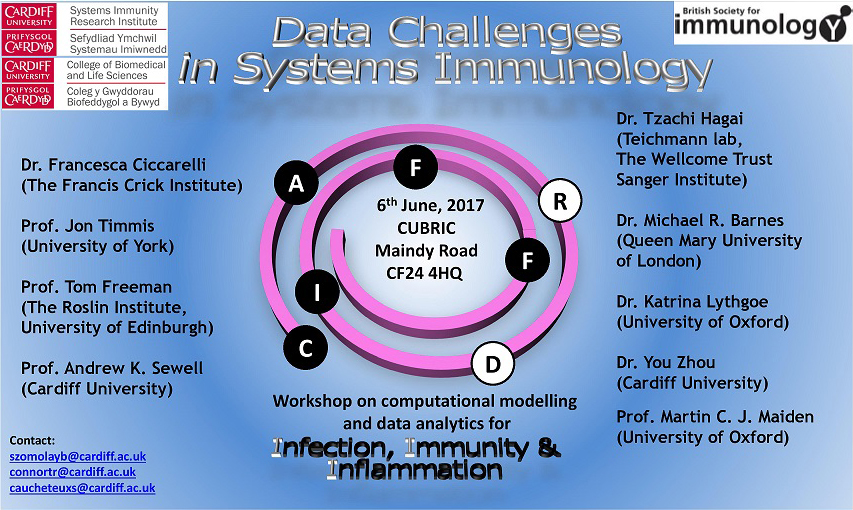 CARDIFF
UNIVERSITY
PRIFYSGOL
CAERDYDD
Systems Immunity
Research Institute
Sefydliad Ymchwil
Systemau Imiwnedd
CARDIFF
UNIVERSITY
PRIFYSGOL
CAERDYDD
College of Biomedical
and Life Sciences
Coleg y Gwyddorau
Biofeddygol a Bywyd
Data Challenges
in Systems Immunology
British Society for
immunology
Dr. Francesca Ciccarelli
(The Francis Crick Institute)
Prof. Jon Timmis
(University of York)
Prof. Tom Freeman
(The Roslin Institute,
University of Edinburgh)
Prof. Andrew K. Sewell
(Cardiff University)
C
A
R
D
I
F
F
6th June, 2017
CUBRIC
Maindy Road
CF24 4HQ
Dr. Tzachi Hagai
(Teichmann lab,
The Wellcome Trust
Sanger Institute)
Dr. Michael R. Barnes
(Queen Mary University
of London)
Dr. Katrina Lythgoe
(University of Oxford)
Dr. You Zhou
(Cardiff University)
Prof. Martin C. J. Maiden
(University of Oxford)
Workshop on computational modelling
and data analytics for
Infection, Immunity &
Inflammation
Contact:
szomolayb@cardiff.ac.uk
connortr@cardiff.ac.uk
caucheteuxs@cardiff.ac.uk